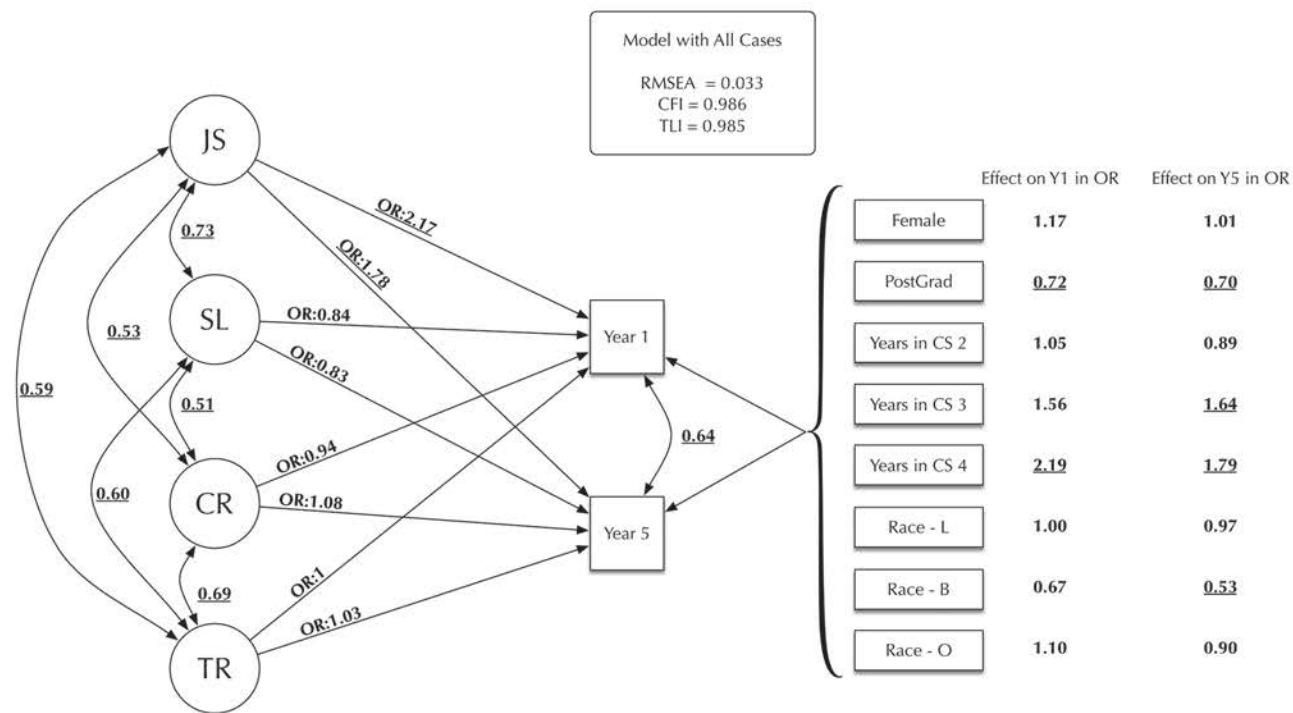 Model with All Cases
RMSEA = 0.033
CFI = 0.986
TLI = 0.985
JS
SL
CR
TR
0.73
0.53
0.59
0.51
0.60
0.69
OR:2.17
OR:1.78
OR:0.84
OR:0.83
OR:0.94
OR:1.08
OR:1
OR:1.03
Year 1
0.64
Year 5
Effect on Y1 in OR Effect on Y5 in OR
Female 1.17 1.01
PostGrad 0.72 0.70
Years in CS 2 1.05 0.89
Years in CS 3 1.56 1.64
Years in CS 4 2.19 1.79
Race - L 1.00 0.97
Race - B 0.67 0.53
Race - O 1.10 0.90